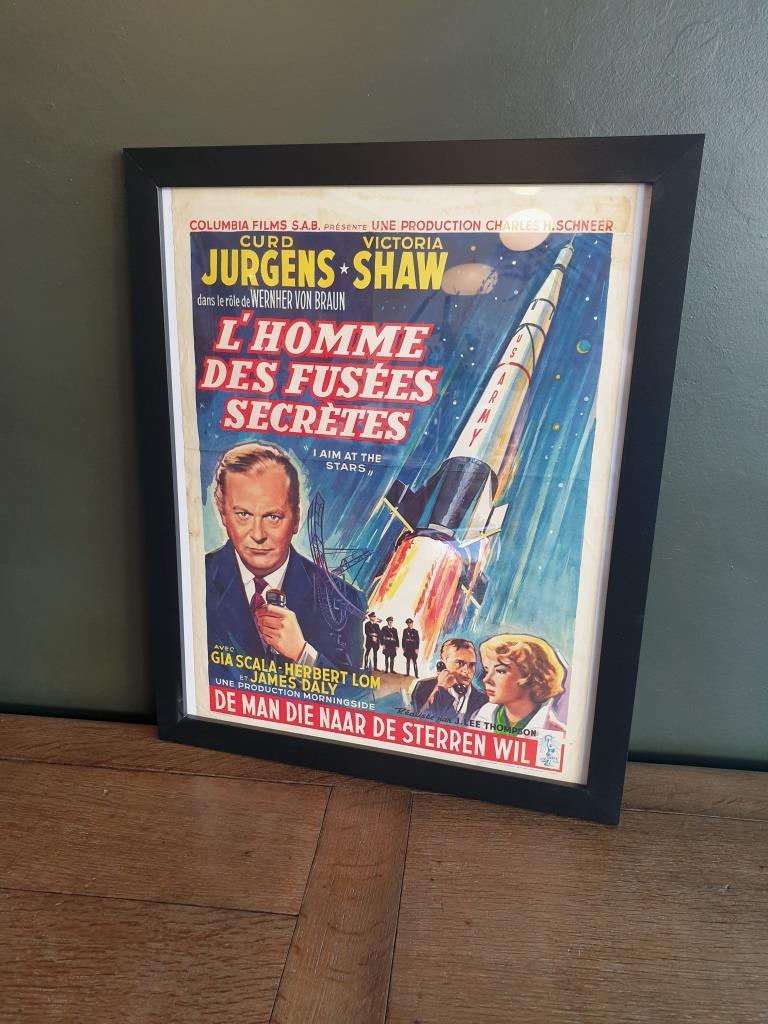 COLUMBIA FILMS S.A.B. PRÉSENTE UNE PRODUCTION CHARLES H. SCHNEER
CURD JURGENS ★ VICTORIA SHAW
dans le rôle de WERNHER VON BRAUN
L'HOMME
DES FUSÉES
SECRÈTES
"I AIM AT THE
STARS"
US ARMY
AVEC
GIA SCALA - HERBERT LOM
ET JAMES DALY
UNE PRODUCTION MORNINGSIDE
Réalisée par J. LEE THOMPSON
DE MAN DIE NAAR DE STERREN WIL